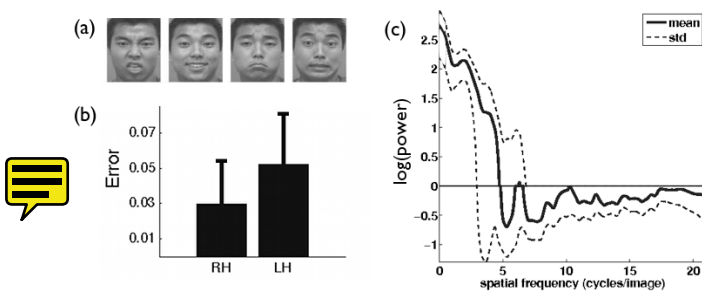 (a)
(b)
Error
0.07
0.05
0.03
0.01
RH LH
(c)
mean
std
log(power)
2.5
2
1.5
1
0.5
0
−0.5
−1
0 5 10 15 20
spatial frequency (cycles/image)